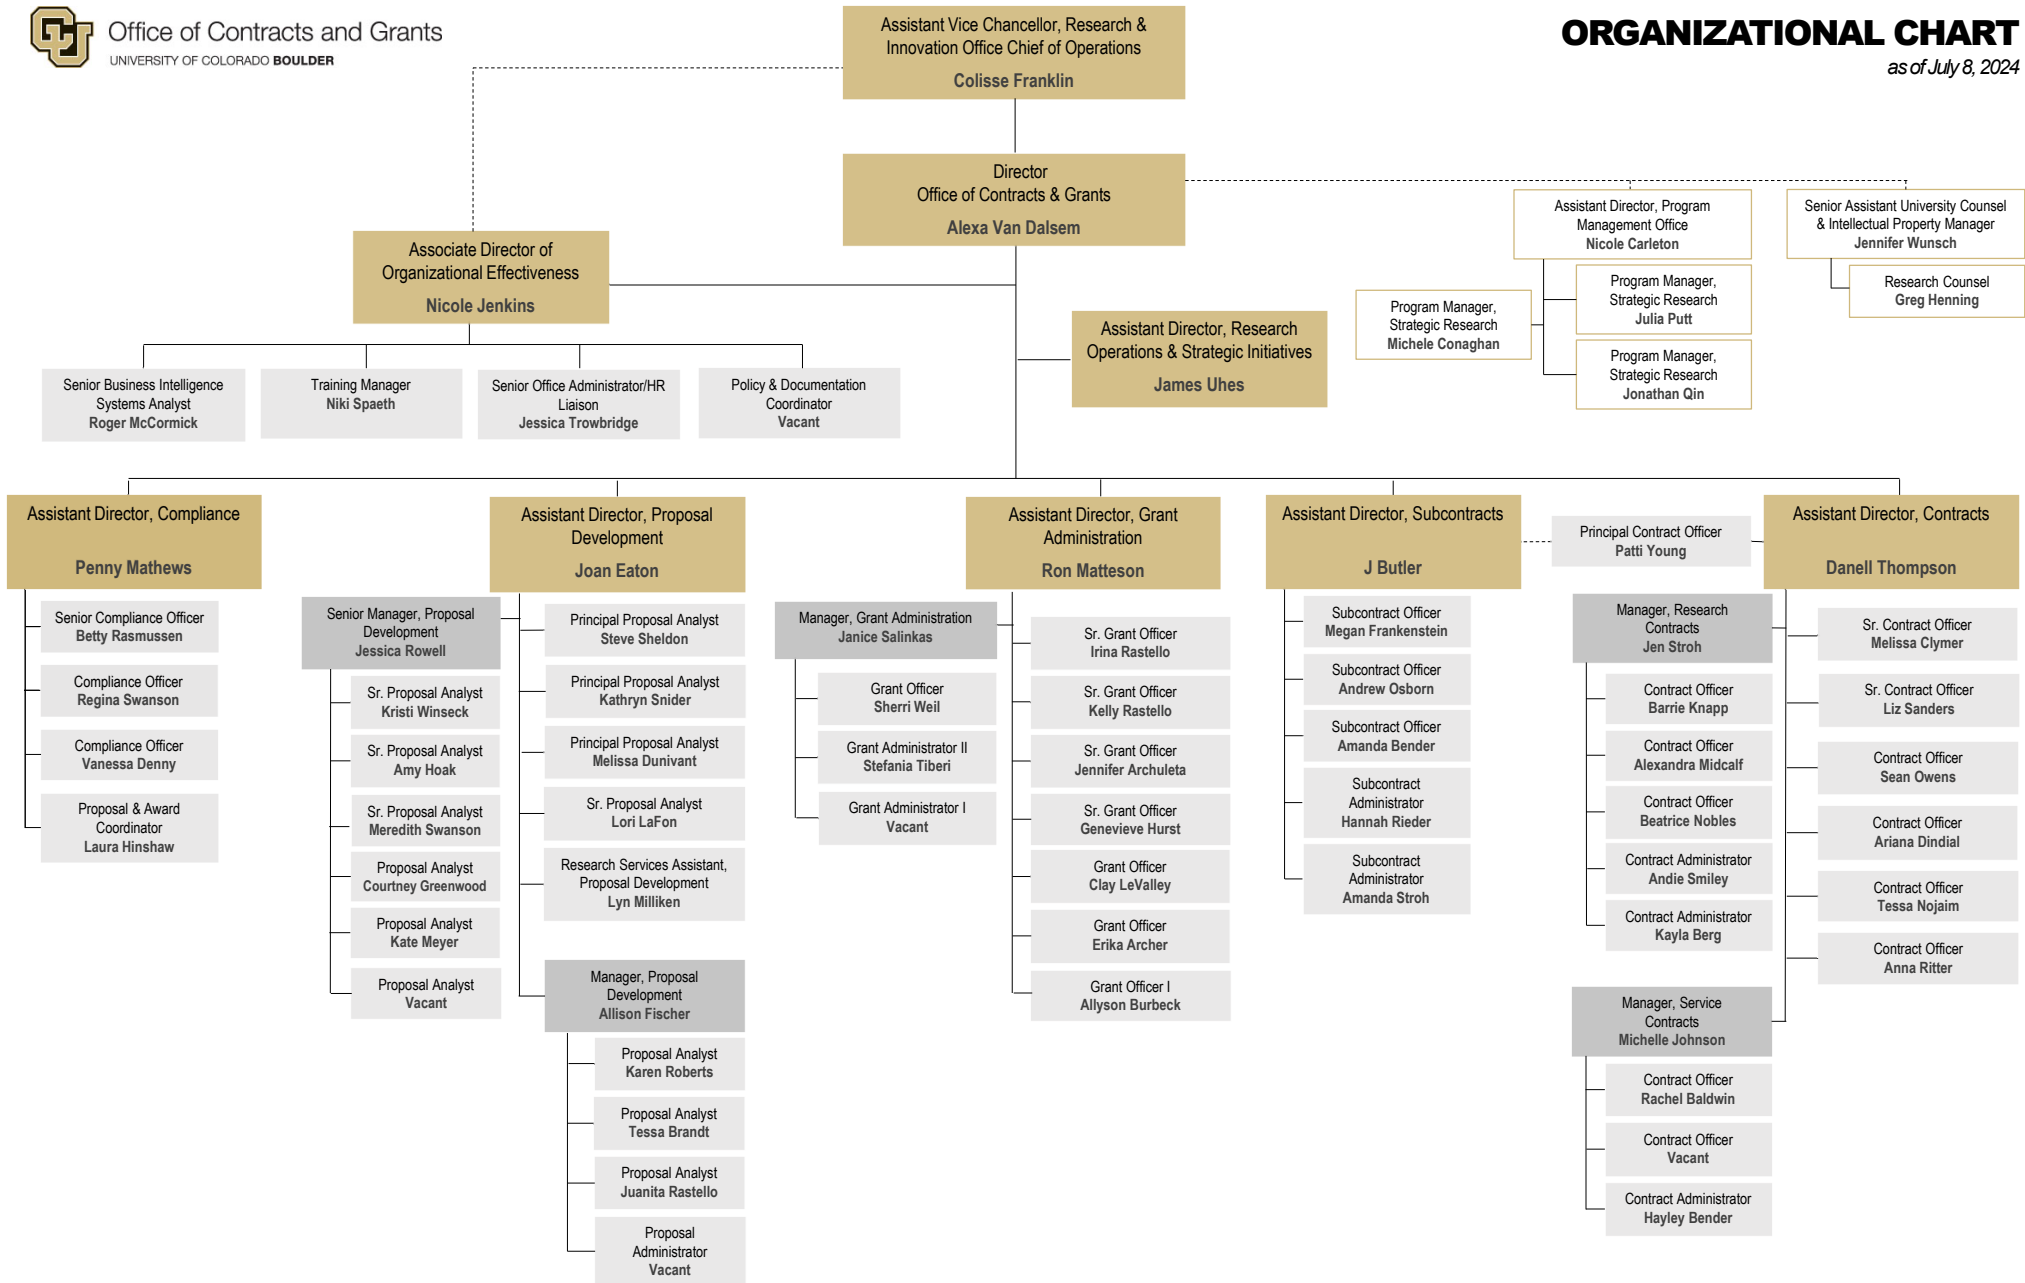 CU
Office of Contracts and Grants
UNIVERSITY OF COLORADO BOULDER
ORGANIZATIONAL CHART
as of July 8, 2024
Assistant Vice Chancellor, Research &
Innovation Office Chief of Operations
Colisse Franklin
Director
Office of Contracts & Grants
Alexa Van Dalsem
Associate Director of
Organizational Effectiveness
Nicole Jenkins
Assistant Director, Program
Management Office
Nicole Carleton
Senior Assistant University Counsel
& Intellectual Property Manager
Jennifer Wunsch
Program Manager,
Strategic Research
Michele Conaghan
Program Manager,
Strategic Research
Julia Putt
Program Manager,
Strategic Research
Jonathan Qin
Research Counsel
Greg Henning
Assistant Director, Research
Operations & Strategic Initiatives
James Uhes
Senior Business Intelligence
Systems Analyst
Roger McCormick
Training Manager
Niki Spaeth
Senior Office Administrator/HR
Liaison
Jessica Trowbridge
Policy & Documentation
Coordinator
Vacant
Assistant Director, Compliance
Penny Mathews
Senior Compliance Officer
Betty Rasmussen
Compliance Officer
Regina Swanson
Compliance Officer
Vanessa Denny
Proposal & Award
Coordinator
Laura Hinshaw
Assistant Director, Proposal
Development
Joan Eaton
Senior Manager, Proposal
Development
Jessica Rowell
Sr. Proposal Analyst
Kristi Winseck
Sr. Proposal Analyst
Amy Hoak
Sr. Proposal Analyst
Meredith Swanson
Proposal Analyst
Courtney Greenwood
Proposal Analyst
Kate Meyer
Proposal Analyst
Vacant
Principal Proposal Analyst
Steve Sheldon
Principal Proposal Analyst
Kathryn Snider
Principal Proposal Analyst
Melissa Dunivant
Sr. Proposal Analyst
Lori LaFon
Research Services Assistant,
Proposal Development
Lyn Milliken
Manager, Proposal
Development
Allison Fischer
Proposal Analyst
Karen Roberts
Proposal Analyst
Tessa Brandt
Proposal Analyst
Juanita Rastello
Proposal
Administrator
Vacant
Assistant Director, Grant
Administration
Ron Matteson
Manager, Grant Administration
Janice Salinkas
Grant Officer
Sherri Weil
Grant Administrator II
Stefania Tiberi
Grant Administrator I
Vacant
Sr. Grant Officer
Irina Rastello
Sr. Grant Officer
Kelly Rastello
Sr. Grant Officer
Jennifer Archuleta
Sr. Grant Officer
Genevieve Hurst
Grant Officer
Clay LeValley
Grant Officer
Erika Archer
Grant Officer I
Allyson Burbeck
Assistant Director, Subcontracts
J Butler
Subcontract Officer
Megan Frankenstein
Subcontract Officer
Andrew Osborn
Subcontract Officer
Amanda Bender
Subcontract
Administrator
Hannah Rieder
Subcontract
Administrator
Amanda Stroh
Principal Contract Officer
Patti Young
Assistant Director, Contracts
Danell Thompson
Manager, Research
Contracts
Jen Stroh
Contract Officer
Barrie Knapp
Contract Officer
Alexandra Midcalf
Contract Officer
Beatrice Nobles
Contract Administrator
Andie Smiley
Contract Administrator
Kayla Berg
Manager, Service
Contracts
Michelle Johnson
Contract Officer
Rachel Baldwin
Contract Officer
Vacant
Contract Administrator
Hayley Bender
Sr. Contract Officer
Melissa Clymer
Sr. Contract Officer
Liz Sanders
Contract Officer
Sean Owens
Contract Officer
Ariana Dindial
Contract Officer
Tessa Nojaim
Contract Officer
Anna Ritter